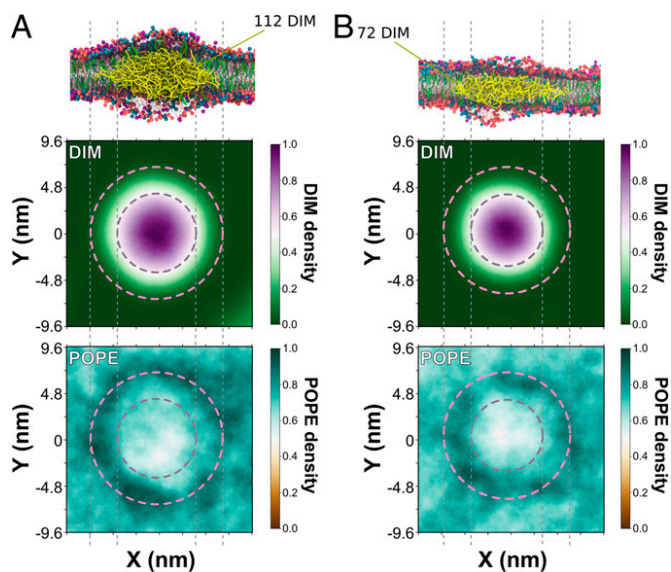 A
112 DIM
DIM
Y (nm)
9.6
4.8
0
-4.8
-9.6
1.0
0.8
0.6
0.4
0.2
0.0
DIM density
POPE
Y (nm)
9.6
4.8
0
-4.8
-9.6
1.0
0.8
0.6
0.4
0.2
0.0
POPE density
X (nm)
B
72 DIM
DIM
Y (nm)
9.6
4.8
0
-4.8
-9.6
1.0
0.8
0.6
0.4
0.2
0.0
DIM density
POPE
Y (nm)
9.6
4.8
0
-4.8
-9.6
1.0
0.8
0.6
0.4
0.2
0.0
POPE density
X (nm)